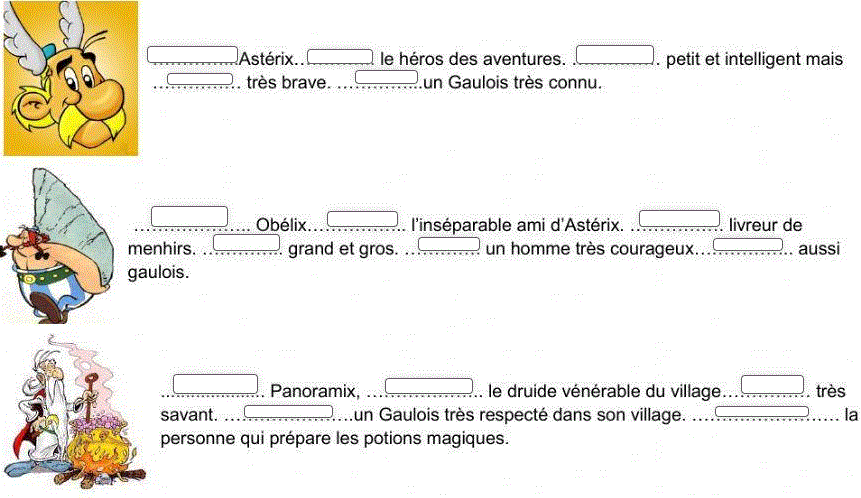 ……………..Astérix…………. le héros des aventures. ……………. petit et intelligent mais
…………… très brave. ……………..un Gaulois très connu.
………………….. Obélix……………….. l’inséparable ami d’Astérix. ………………. livreur de
menhirs. …………… grand et gros. …………… un homme très courageux……………….. aussi
gaulois.
......................... Panoramix, ………………….. le druide vénérable du village……………… très
savant. ……………………un Gaulois très respecté dans son village. …………………………. la
personne qui prépare les potions magiques.